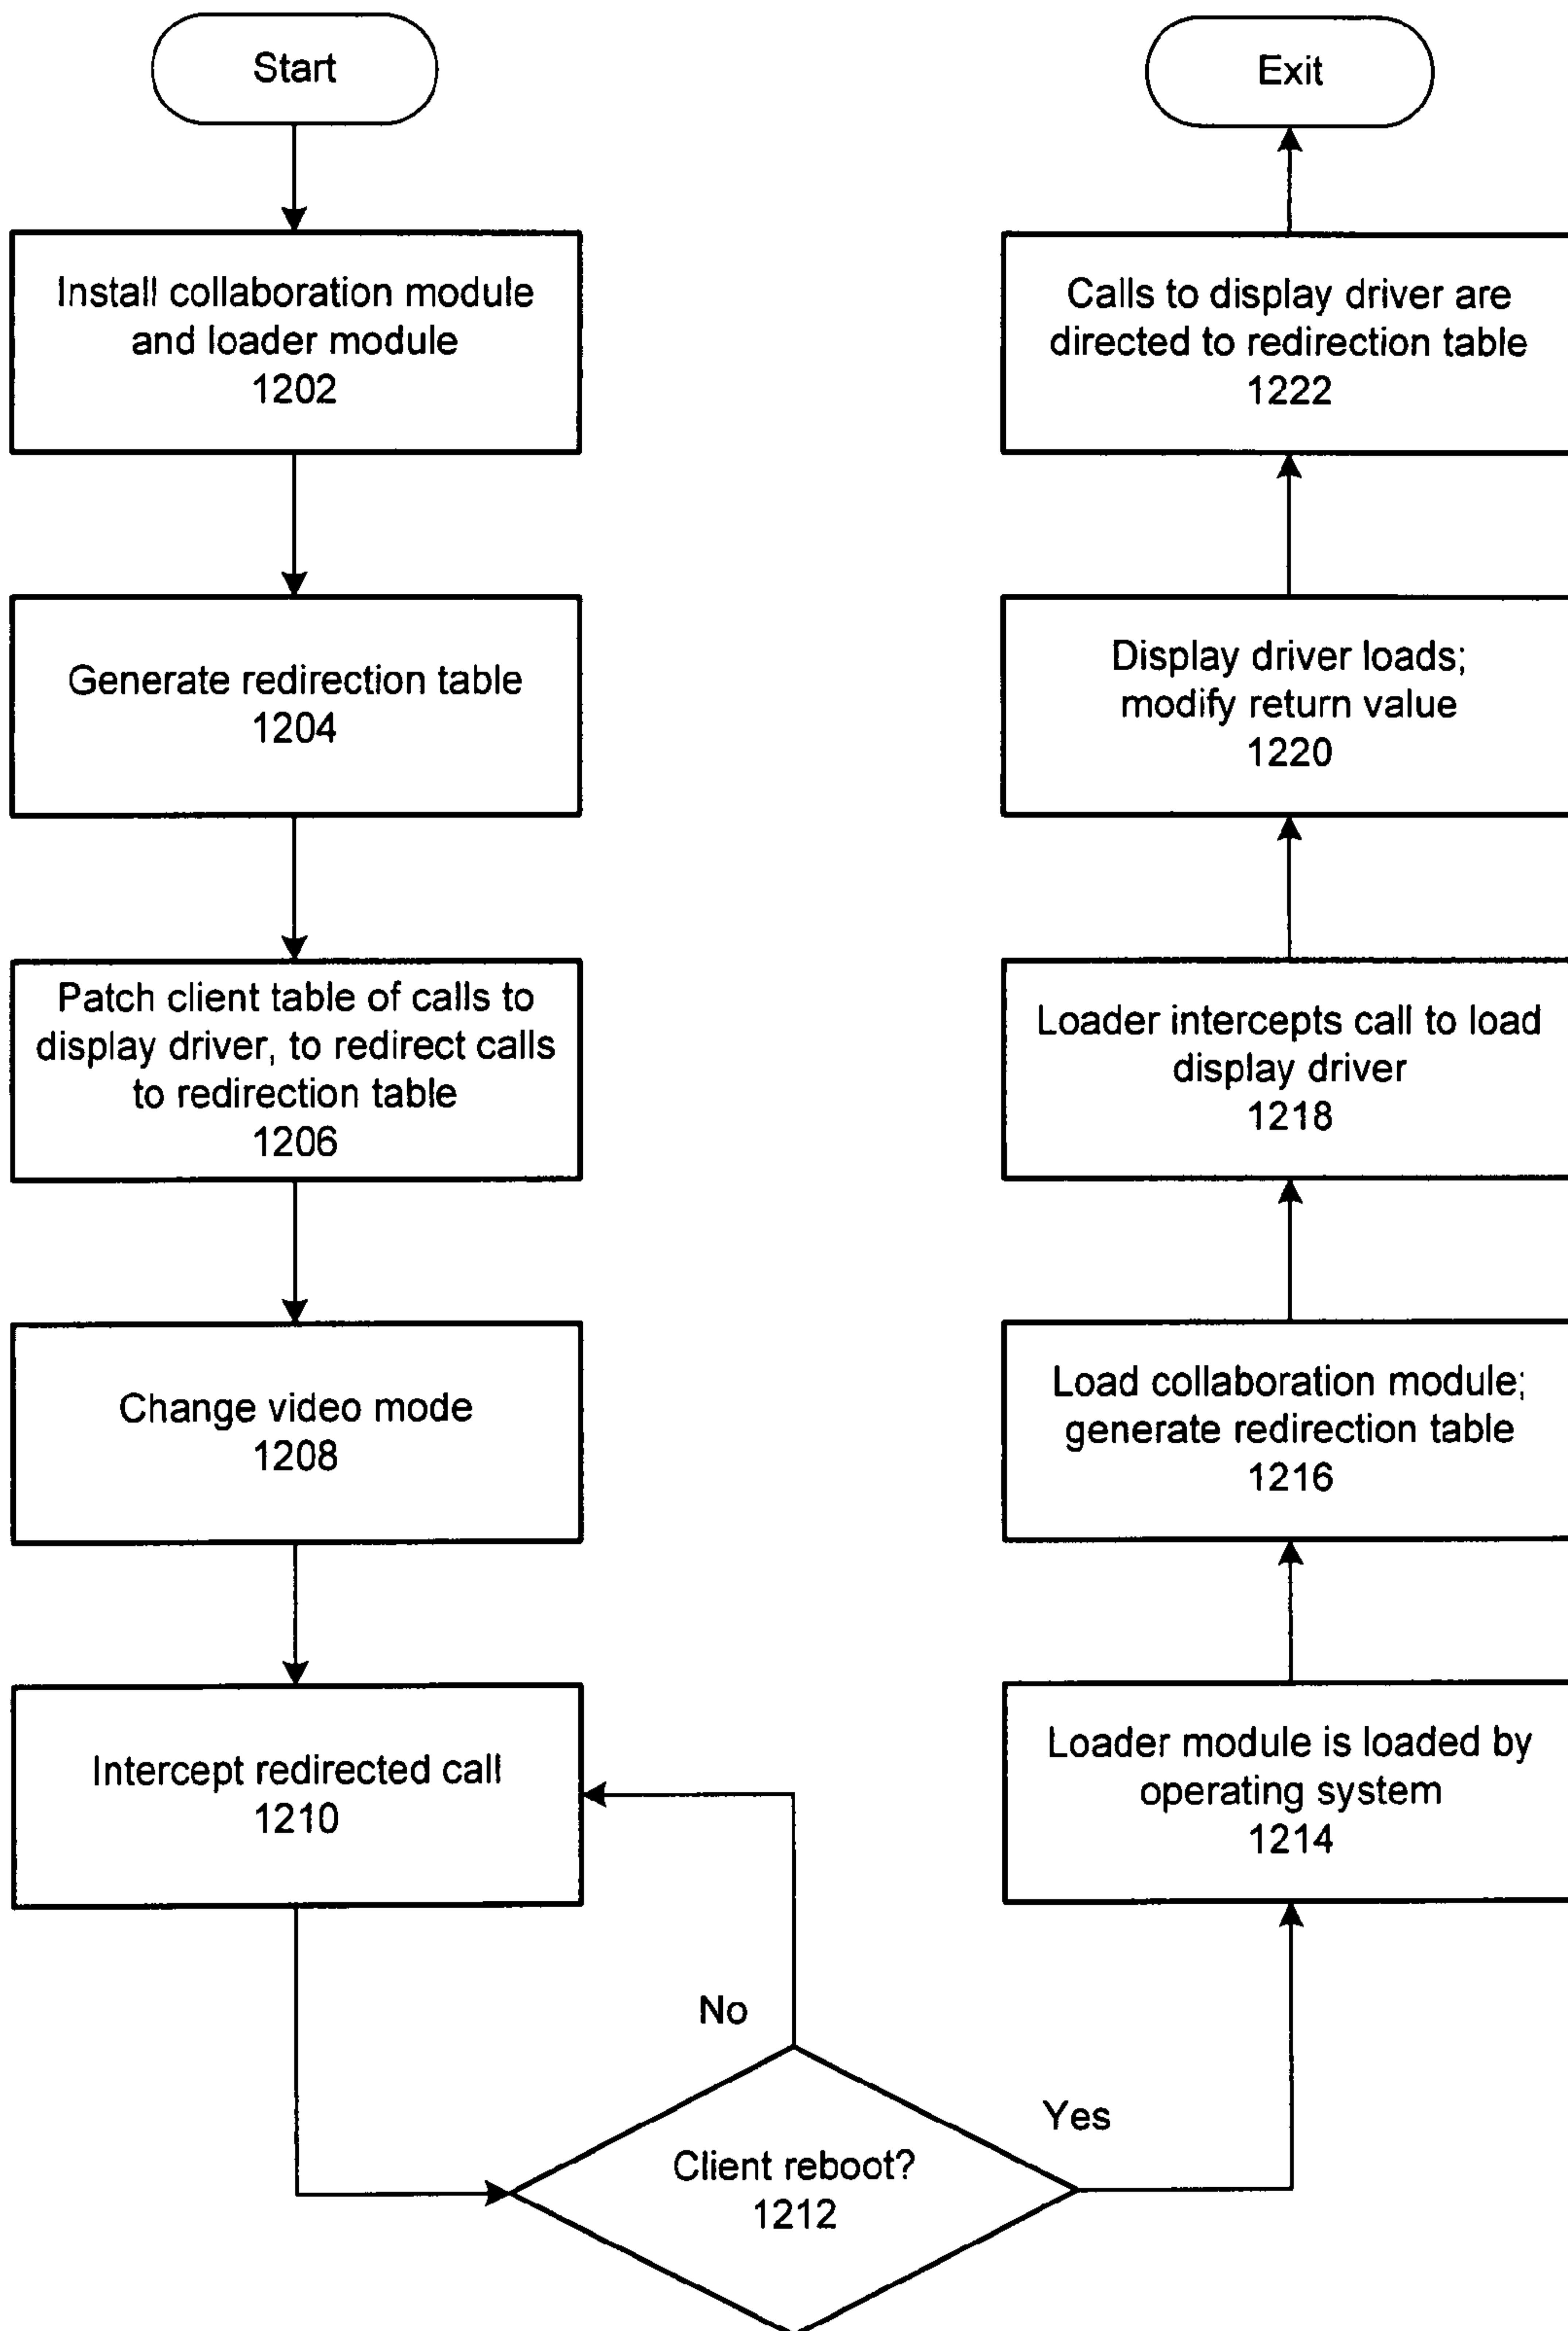 Start
Install collaboration module
and loader module
1202
Generate redirection table
1204
Patch client table of calls to
display driver, to redirect calls
to redirection table
1206
Change video mode
1208
Intercept redirected call
1210
No
Yes
Client reboot?
1212
Loader module is loaded by
operating system
1214
Load collaboration module;
generate redirection table
1216
Loader intercepts call to load
display driver
1218
Display driver loads;
modify return value
1220
Calls to display driver are
directed to redirection table
1222
Exit